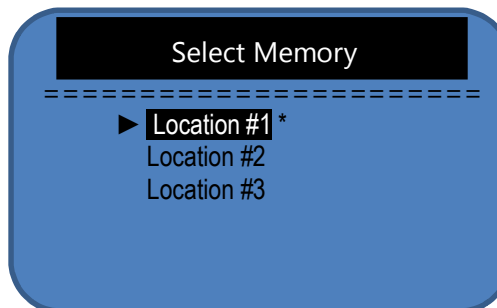 Select Memory
=======================
► Location #1 *
Location #2
Location #3